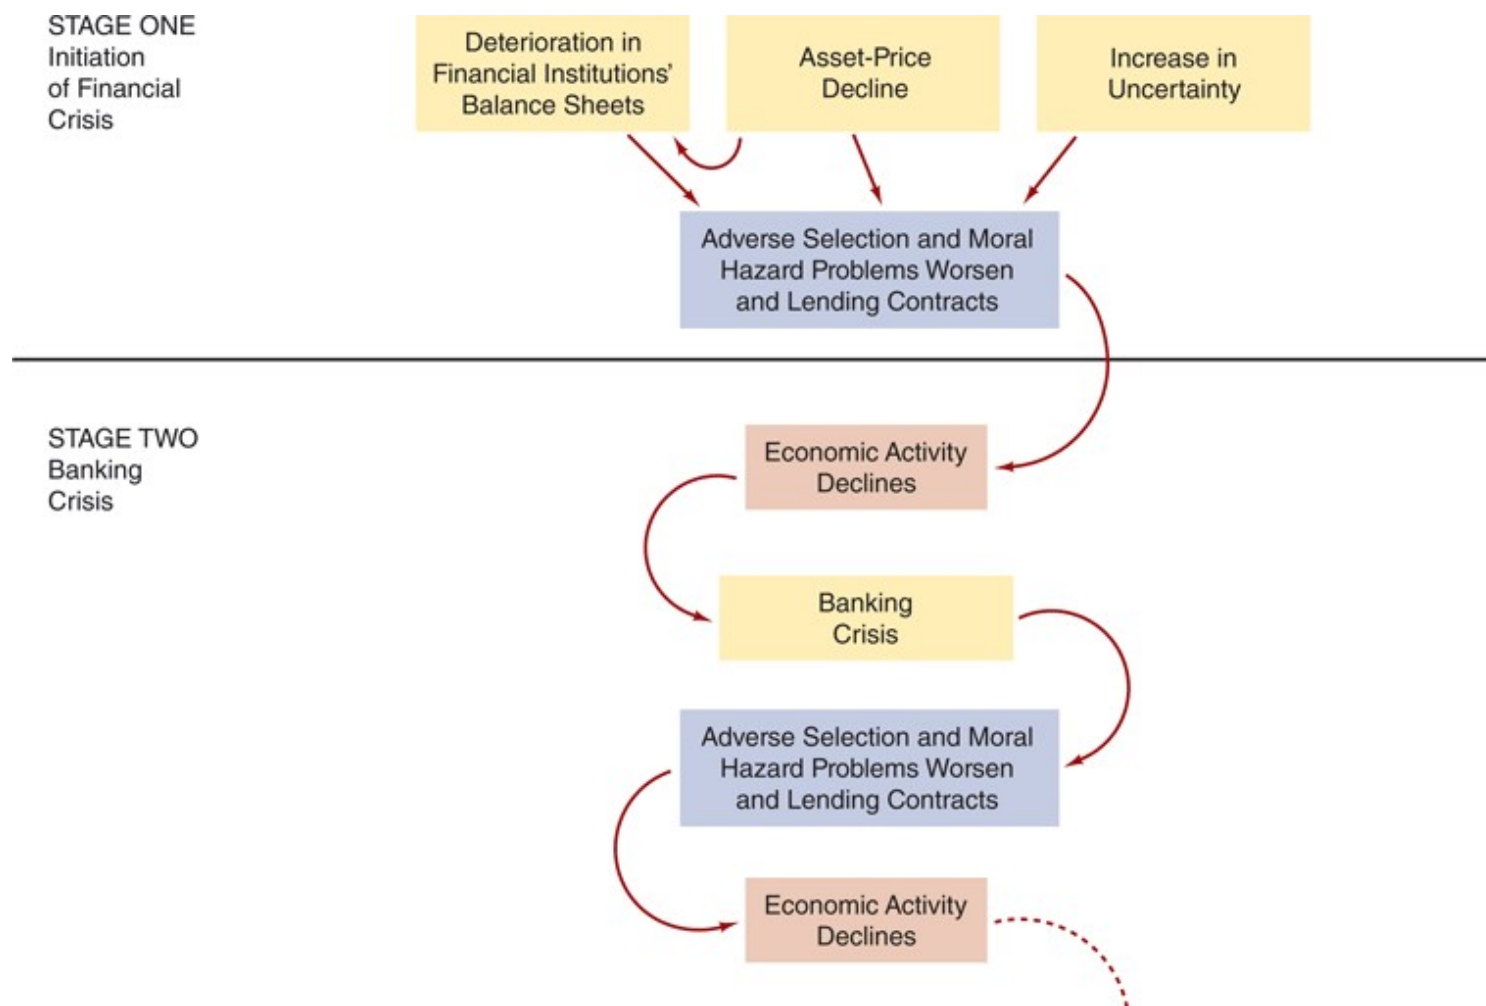 STAGE ONE
Initiation
of Financial
Crisis
Deterioration in
Financial Institutions’
Balance Sheets
Asset-Price
Decline
Increase in
Uncertainty
Adverse Selection and Moral
Hazard Problems Worsen
and Lending Contracts
STAGE TWO
Banking
Crisis
Economic Activity
Declines
Banking
Crisis
Adverse Selection and Moral
Hazard Problems Worsen
and Lending Contracts
Economic Activity
Declines